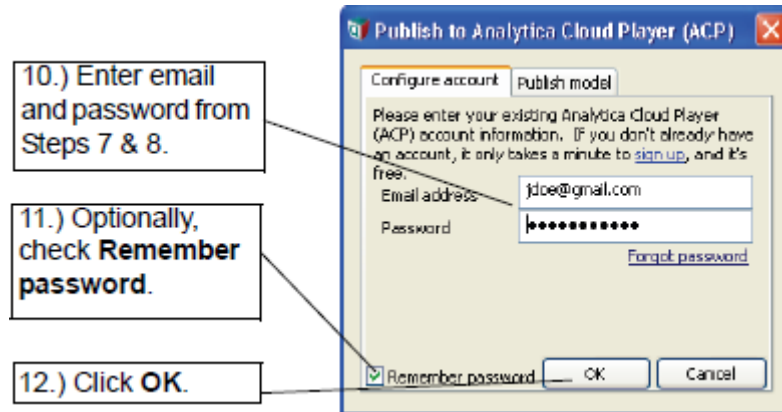 Publish to Analytica Cloud Player (ACP)
10.) Enter email
and password from
Steps 7 & 8.
Configure account
Publish model
Please enter your existing Analytica Cloud Player
(ACP) account information. If you don't already have
an account, it only takes a minute to sign up, and it's
free.
Email address
jdoe@gmail.com
Password
•••••••••••
Forgot password
11.) Optionally,
check Remember
password.
12.) Click OK.
Remember password
OK
Cancel